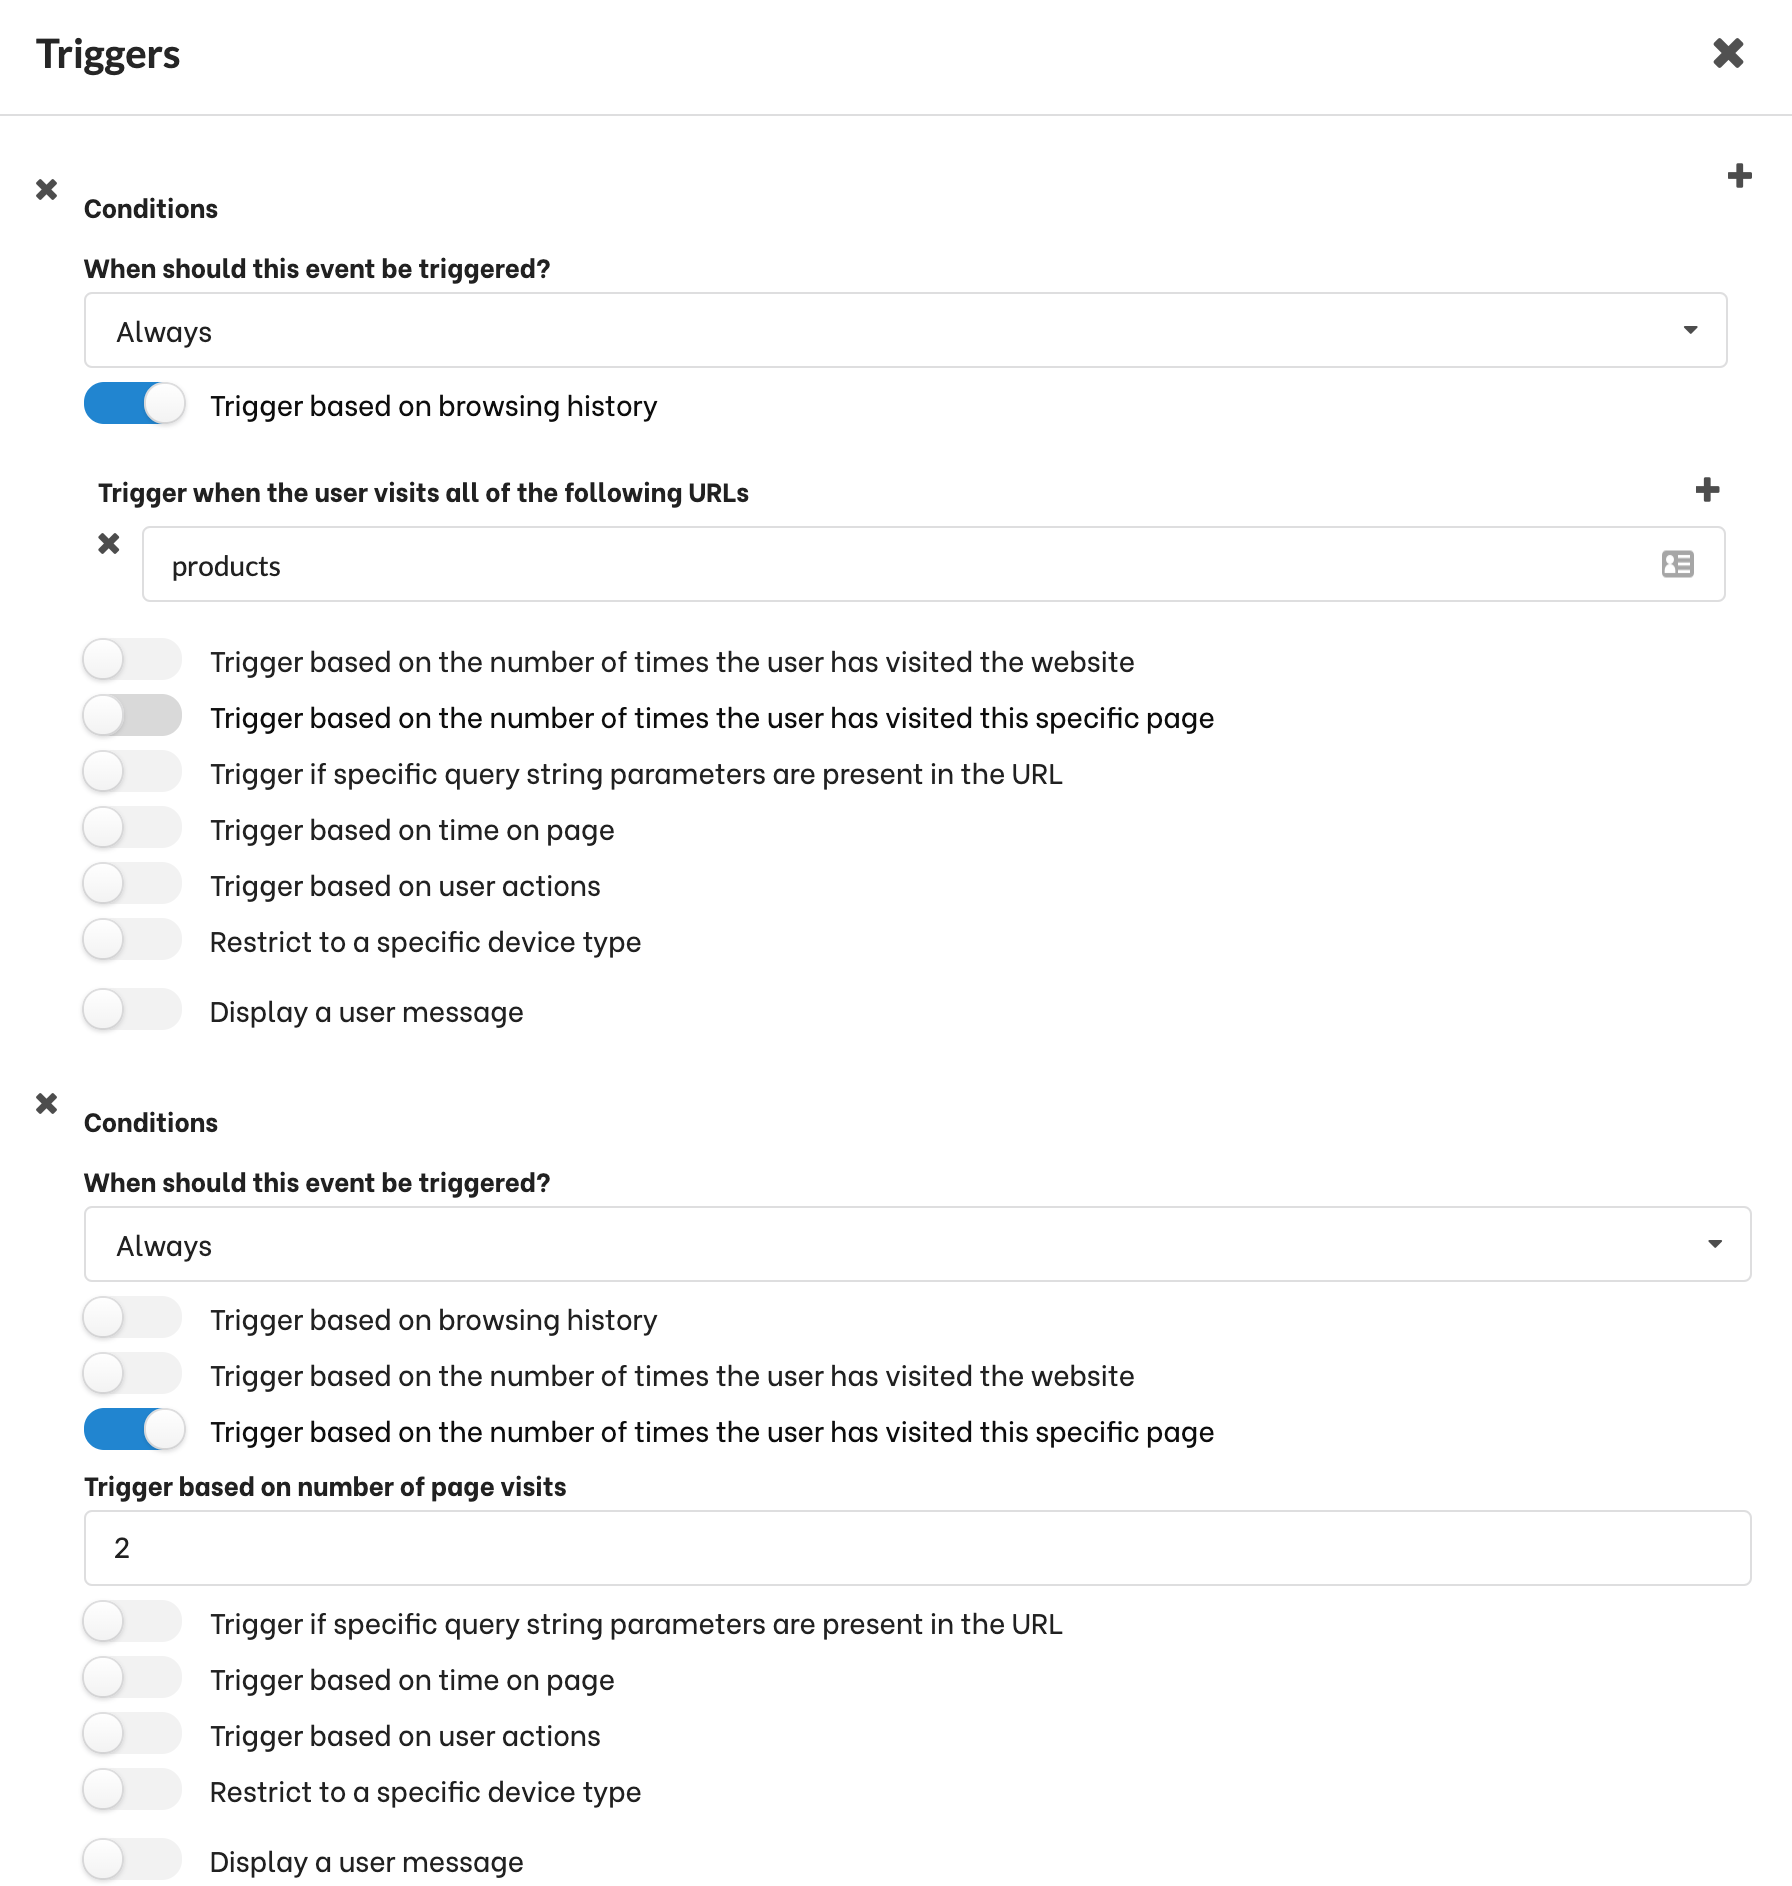 Triggers
Conditions
When should this event be triggered?
Always
Trigger based on browsing history
Trigger when the user visits all of the following URLs
products
Trigger based on the number of times the user has visited the website
Trigger based on the number of times the user has visited this specific page
Trigger if specific query string parameters are present in the URL
Trigger based on time on page
Trigger based on user actions
Restrict to a specific device type
Display a user message
Conditions
When should this event be triggered?
Always
Trigger based on browsing history
Trigger based on the number of times the user has visited the website
Trigger based on the number of times the user has visited this specific page
Trigger based on number of page visits
2
Trigger if specific query string parameters are present in the URL
Trigger based on time on page
Trigger based on user actions
Restrict to a specific device type
Display a user message